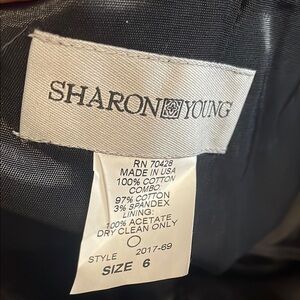 SHARON YOUNG
RN 70428
MADE IN USA
100% COTTON
COMBO:
97% COTTON
3% SPANDEX
LINING:
100% ACETATE
DRY CLEAN ONLY
STYLE 2017-69
SIZE 6